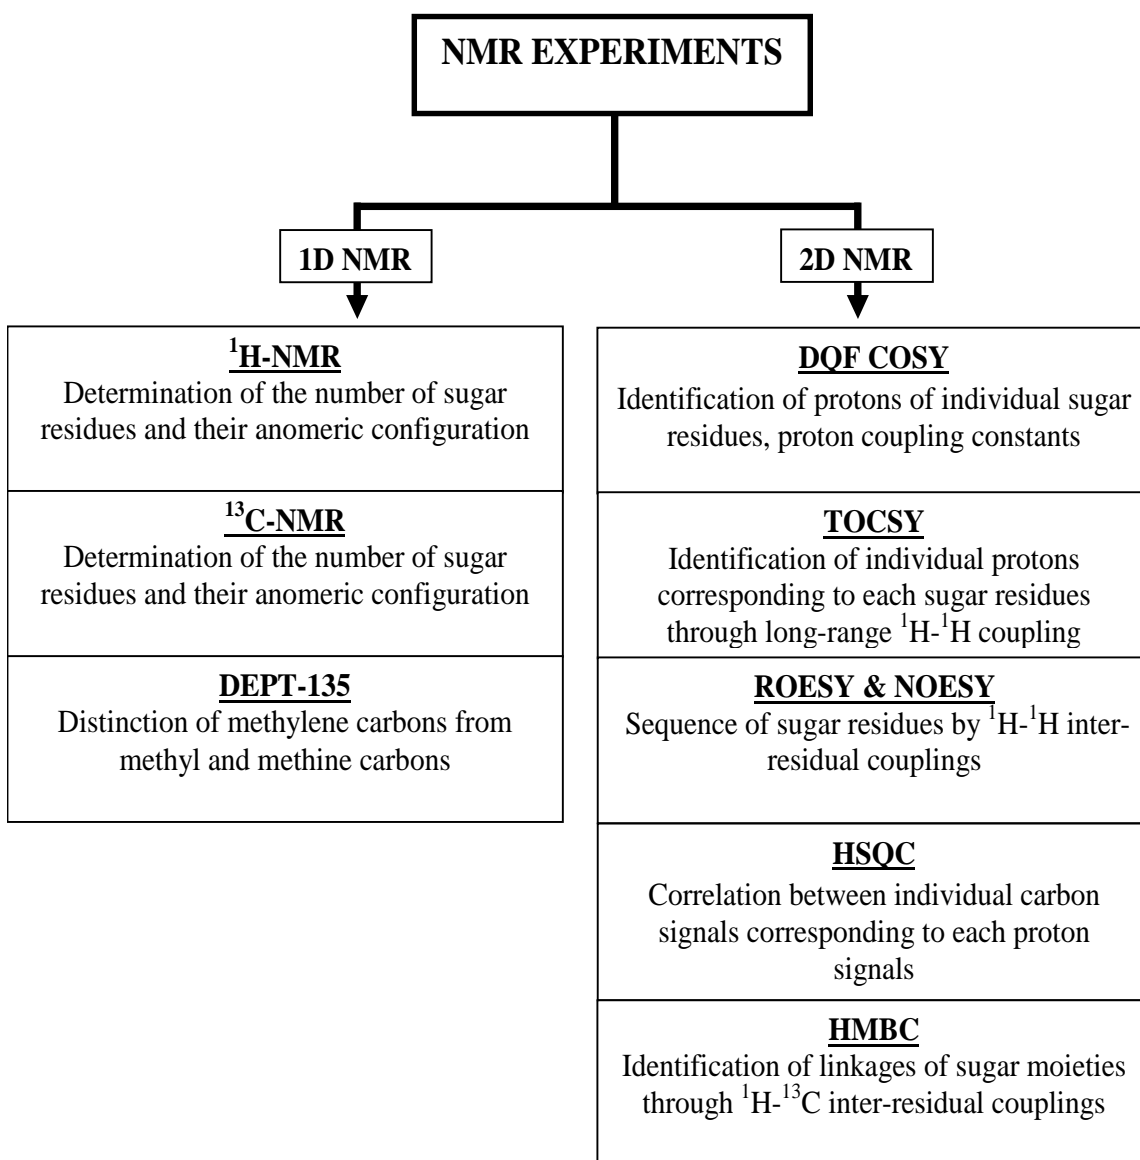 NMR EXPERIMENTS
1D NMR
2D NMR
¹H-NMR
Determination of the number of sugar
residues and their anomeric configuration
¹³C-NMR
Determination of the number of sugar
residues and their anomeric configuration
DEPT-135
Distinction of methylene carbons from
methyl and methine carbons
DQF COSY
Identification of protons of individual sugar
residues, proton coupling constants
TOCSY
Identification of individual protons
corresponding to each sugar residues
through long-range ¹H-¹H coupling
ROESY & NOESY
Sequence of sugar residues by ¹H-¹H inter-
residual couplings
HSQC
Correlation between individual carbon
signals corresponding to each proton
signals
HMBC
Identification of linkages of sugar moieties
through ¹H-¹³C inter-residual couplings